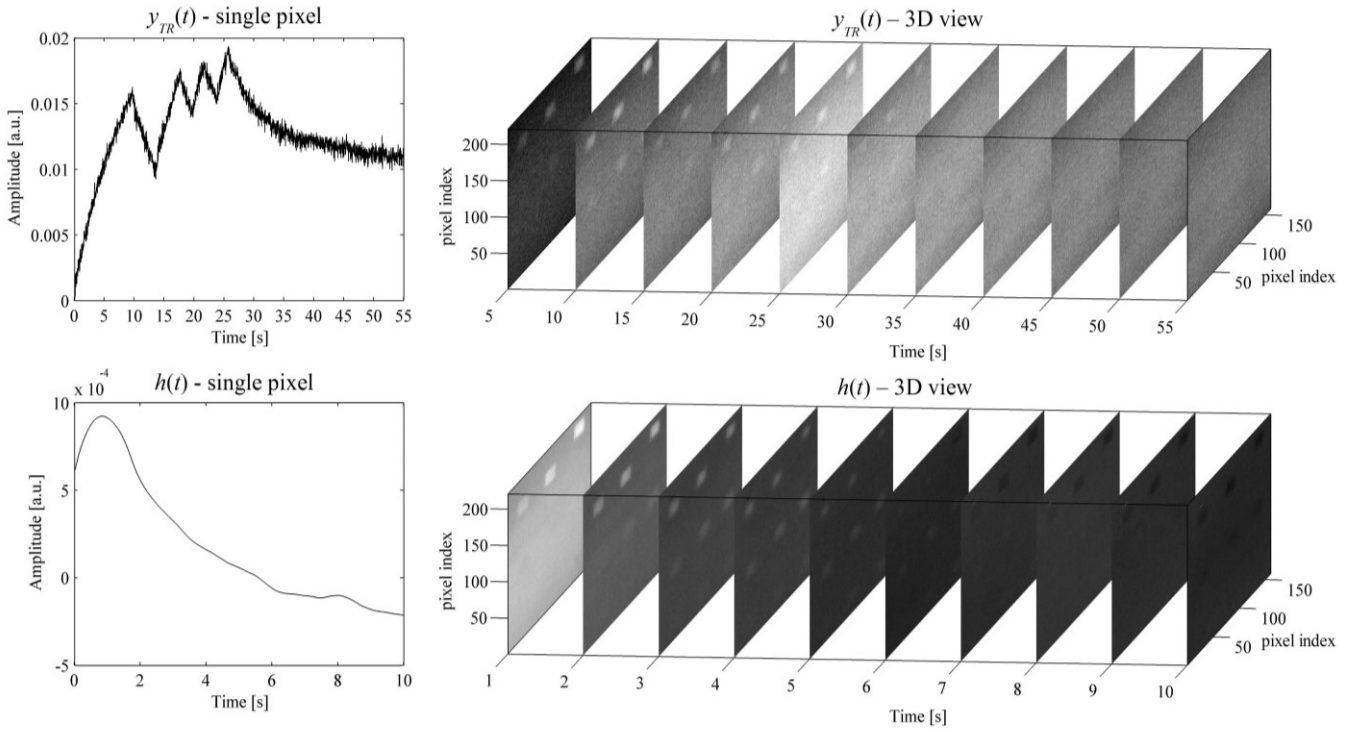 y_TR(t) - single pixel
Amplitude [a.u.]
0.02
0.015
0.01
0.005
0
0 5 10 15 20 25 30 35 40 45 50 55
Time [s]
y_TR(t) – 3D view
pixel index
200
150
100
50
5 10 15 20 25 30 35 40 45 50 55
Time [s]
150
100
50 pixel index
h(t) - single pixel
x 10^-4
Amplitude [a.u.]
10
5
0
-5
0 2 4 6 8 10
Time [s]
h(t) – 3D view
pixel index
200
150
100
50
1 2 3 4 5 6 7 8 9 10
Time [s]
150
100
50 pixel index